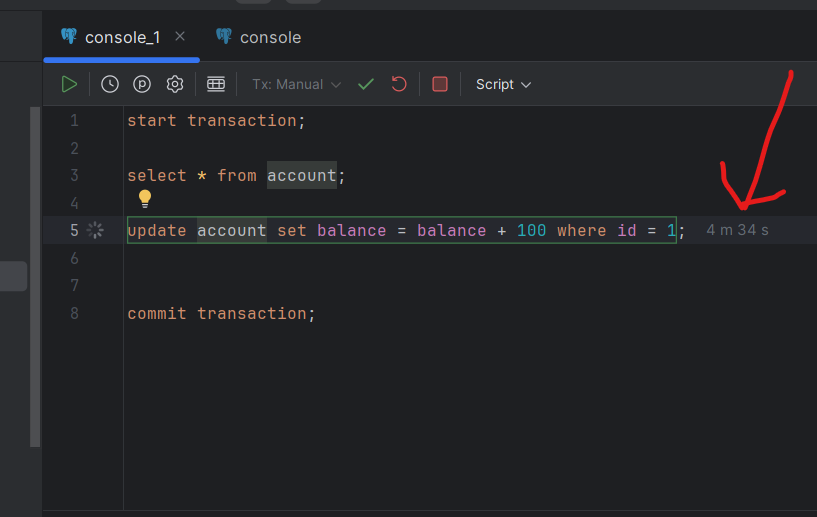 console_1 console
Tx: Manual Script
1 start transaction;
2
3 select * from account;
4
5 update account set balance = balance + 100 where id = 1; 4 m 34 s
6
7
8 commit transaction;